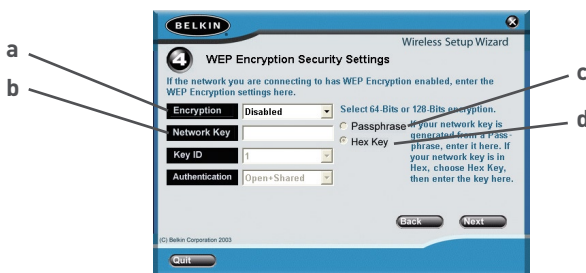 BELKIN
Wireless Setup Wizard
4 WEP Encryption Security Settings
If the network you are connecting to has WEP Encryption enabled, enter the
WEP Encryption settings here.
a
b
c
d
Encryption Disabled Select 64-Bits or 128-Bits encryption.
Network Key Passphrase If your network key is
generated from a Pass-
Hex Key phrase, enter it here. If
Key ID 1 your network key is in
Hex, choose Hex Key,
Authentication Open+Shared then enter the key here.
Back Next
(C) Belkin Corporation 2003
Quit